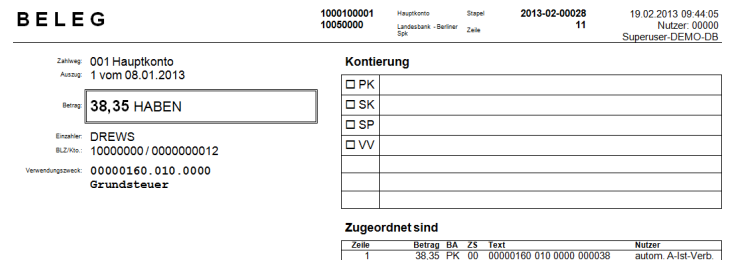 BELEG
1000100001 Hauptkonto Stapel 2013-02-00028 19.02.2013 09:44:05
10050000 Landesbank - Berliner Spk Zeile 11 Nutzer: 00000
Superuser-DEMO-DB
Zahlweg: 001 Hauptkonto
Auszug: 1 vom 08.01.2013
Betrag: 38,35 HABEN
Einzahler: DREWS
BLZ/Kto.: 10000000 / 0000000012
Verwendungszweck: 00000160.010.0000
Grundsteuer
Kontierung
PK
SK
SP
VV
Zugeordnet sind
Zeile Betrag BA ZS Text Nutzer
1 38,35 PK 00 00000160 010 0000 000038 autom. A-Ist-Verb.